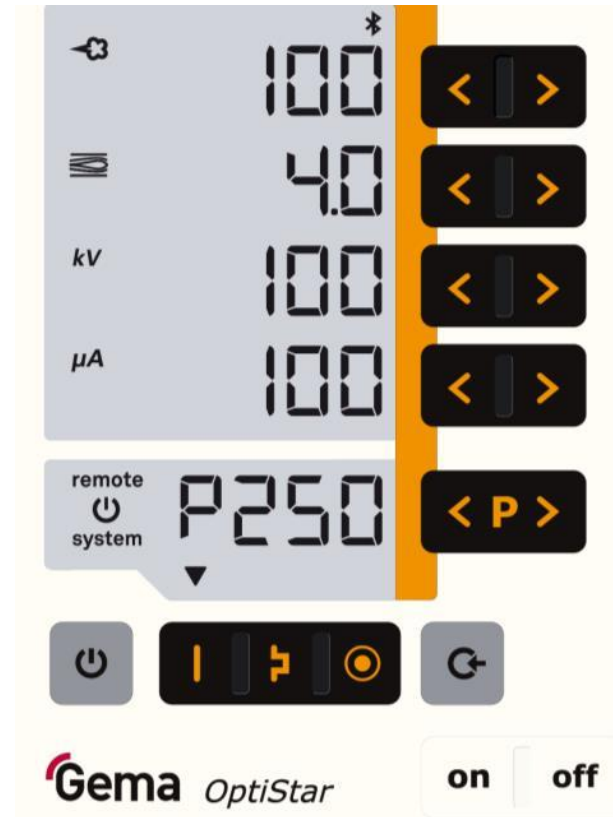 100
4.0
kV 100
µA 100
remote
system
P250
P
Gema OptiStar
on off